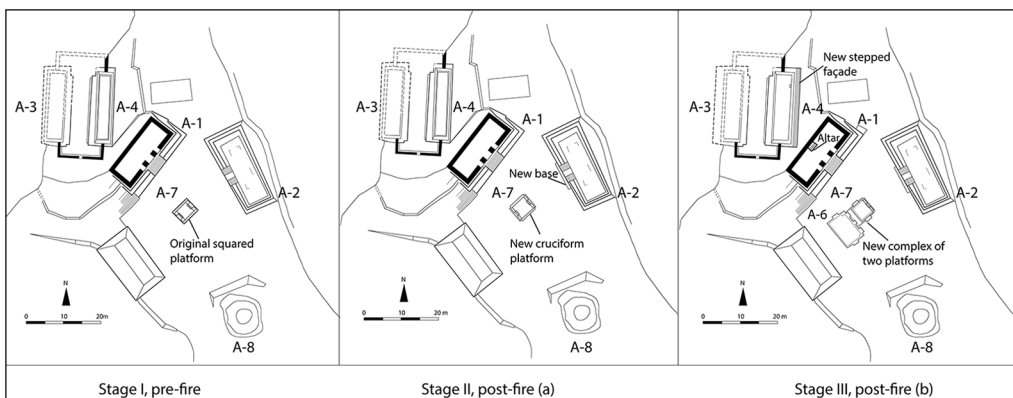 A-3
A-4
A-1
A-2
A-7
Original squared
platform
N
0 10 20m
A-8
Stage I, pre-fire
A-3
A-4
A-1
New base
A-2
A-7
New cruciform
platform
N
0 10 20 m
A-8
Stage II, post-fire (a)
New stepped
façade
A-3
A-4
A-1
Altar
A-7
A-2
A-6
New complex of
two platforms
N
0 10 20 m
A-8
Stage III, post-fire (b)